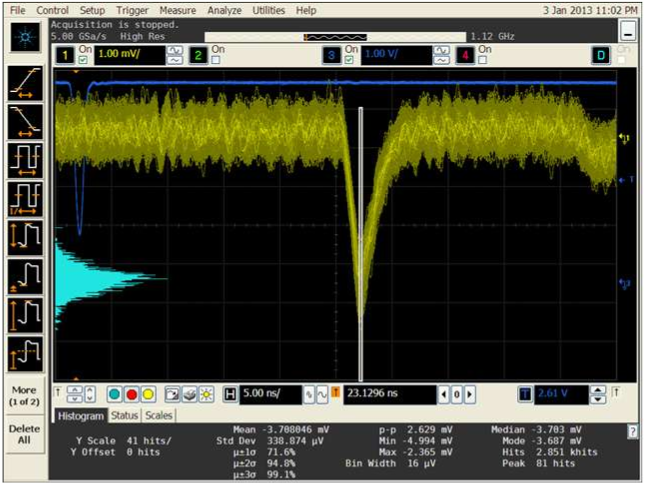 File Control Setup Trigger Measure Analyze Utilities Help 3 Jan 2013 11:02 PM
Acquisition is stopped.
5.00 GSa/s High Res 1.12 GHz
1 On 1.00 mV/ 2 On 3 On 1.00 V/ 4 On D On
T
More
(1 of 2)
Delete
All
H 5.00 ns/ T 23.1296 ns 0 T 2.61 V
Histogram Status Scales ?
Mean -3.708046 mV p-p 2.629 mV Median -3.703 mV
Y Scale 41 hits/ Std Dev 338.874 µV Min -4.994 mV Mode -3.687 mV
Y Offset 0 hits µ±1σ 71.6% Max -2.365 mV Hits 2.851 khits
µ±2σ 94.8% Bin Width 16 µV Peak 81 hits
µ±3σ 99.1%